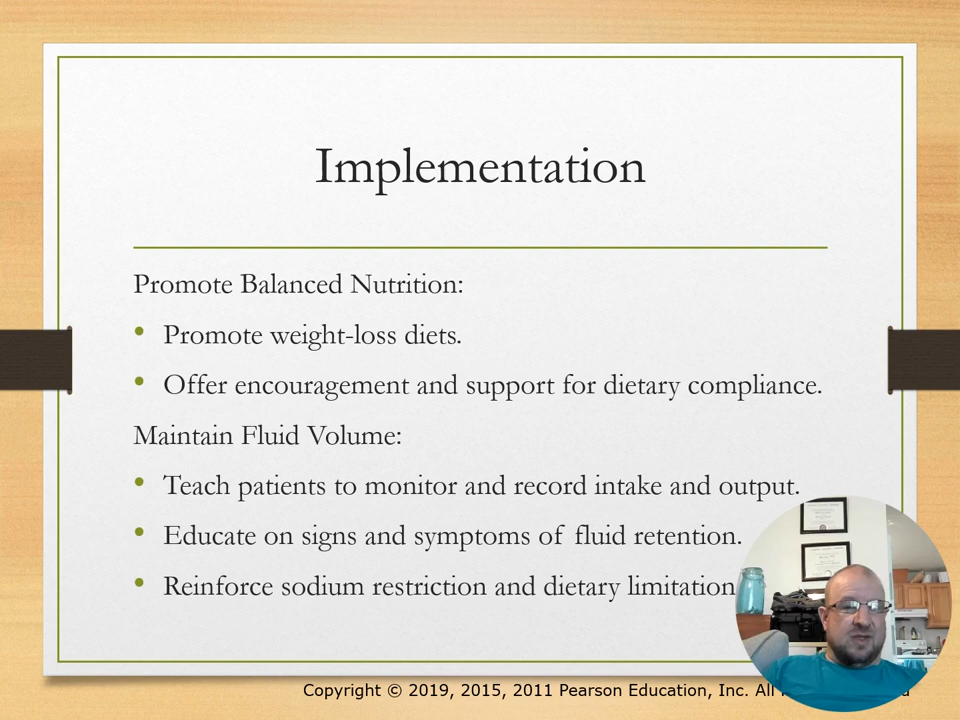 Implementation
Promote Balanced Nutrition:
• Promote weight-loss diets.
• Offer encouragement and support for dietary compliance.
Maintain Fluid Volume:
• Teach patients to monitor and record intake and output.
• Educate on signs and symptoms of fluid retention.
• Reinforce sodium restriction and dietary limitation
Copyright © 2019, 2015, 2011 Pearson Education, Inc. All